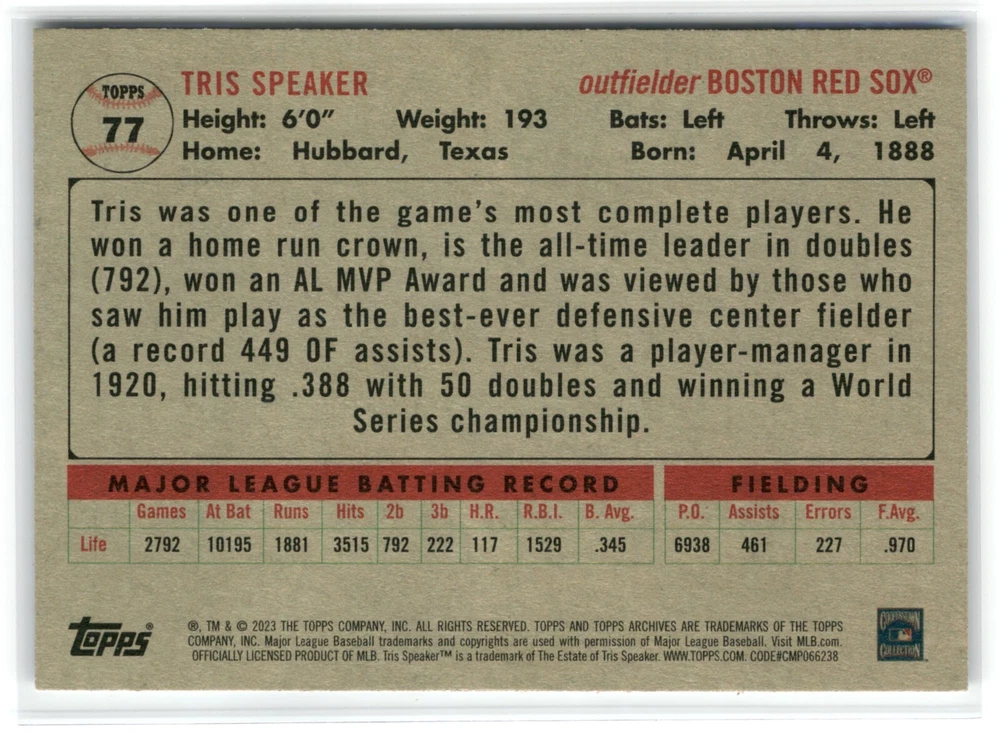 TOPPS
77
TRIS SPEAKER outfielder BOSTON RED SOX®
Height: 6'0" Weight: 193 Bats: Left Throws: Left
Home: Hubbard, Texas Born: April 4, 1888
Tris was one of the game's most complete players. He
won a home run crown, is the all-time leader in doubles
(792), won an AL MVP Award and was viewed by those who
saw him play as the best-ever defensive center fielder
(a record 449 OF assists). Tris was a player-manager in
1920, hitting .388 with 50 doubles and winning a World
Series championship.
MAJOR LEAGUE BATTING RECORD FIELDING
Games At Bat Runs Hits 2b 3b H.R. R.B.I. B. Avg. P.O. Assists Errors F.Avg.
Life 2792 10195 1881 3515 792 222 117 1529 .345 6938 461 227 .970
topps®
®, TM & © 2023 THE TOPPS COMPANY, INC. ALL RIGHTS RESERVED. TOPPS AND TOPPS ARCHIVES ARE TRADEMARKS OF THE TOPPS
COMPANY, INC. Major League Baseball trademarks and copyrights are used with permission of Major League Baseball. Visit MLB.com.
OFFICIALLY LICENSED PRODUCT OF MLB. Tris Speaker™ is a trademark of The Estate of Tris Speaker. WWW.TOPPS.COM. CODE#CMP066238
COOPERSTOWN
COLLECTION